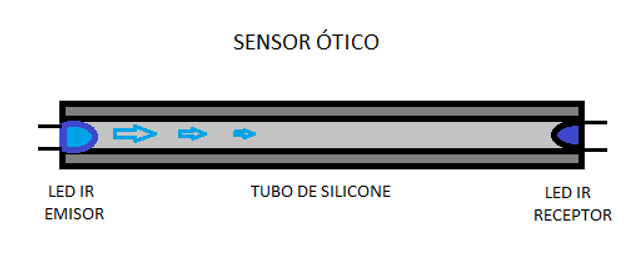 SENSOR ÓTICO
LED IR
EMISOR
TUBO DE SILICONE
LED IR
RECEPTOR